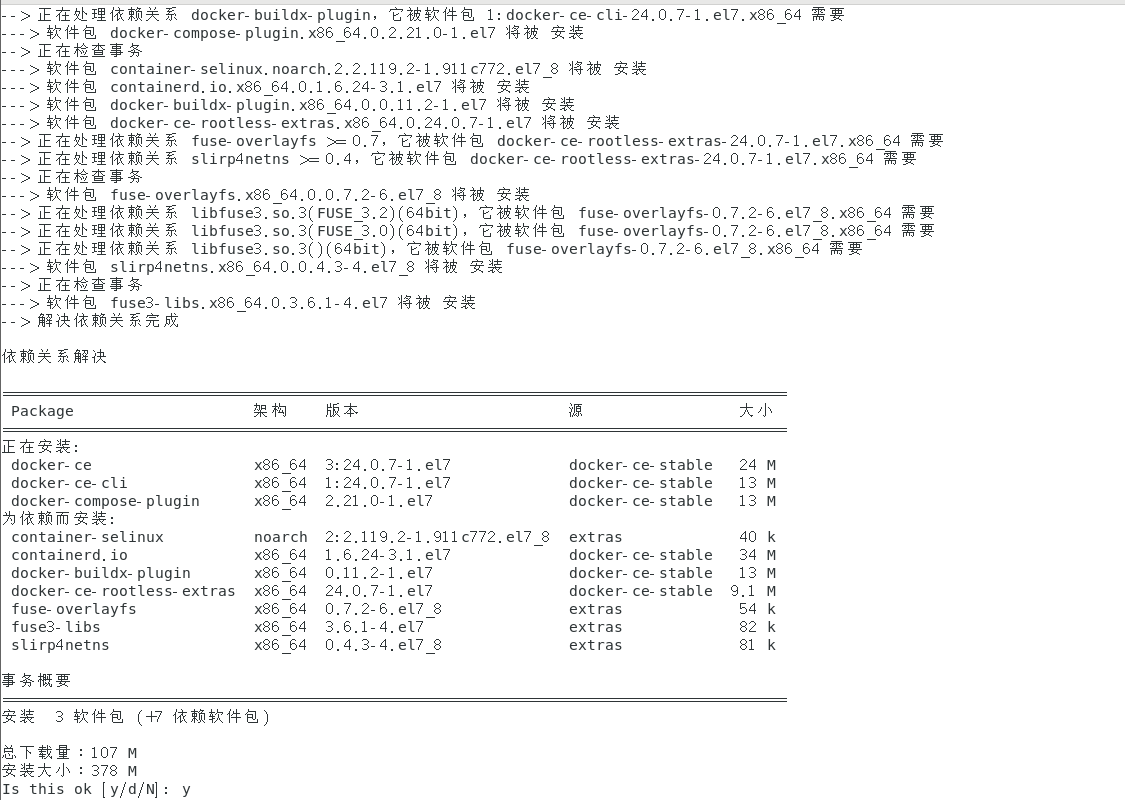 --> 正在处理依赖关系 docker-buildx-plugin，它被软件包 1:docker-ce-cli-24.0.7-1.el7.x86_64 需要
---> 软件包 docker-compose-plugin.x86_64.0.2.21.0-1.el7 将被 安装
--> 正在检查事务
---> 软件包 container-selinux.noarch.2.2.119.2-1.911c772.el7_8 将被 安装
---> 软件包 containerd.io.x86_64.0.1.6.24-3.1.el7 将被 安装
---> 软件包 docker-buildx-plugin.x86_64.0.0.11.2-1.el7 将被 安装
---> 软件包 docker-ce-rootless-extras.x86_64.0.24.0.7-1.el7 将被 安装
--> 正在处理依赖关系 fuse-overlayfs >= 0.7，它被软件包 docker-ce-rootless-extras-24.0.7-1.el7.x86_64 需要
--> 正在处理依赖关系 slirp4netns >= 0.4，它被软件包 docker-ce-rootless-extras-24.0.7-1.el7.x86_64 需要
--> 正在检查事务
---> 软件包 fuse-overlayfs.x86_64.0.0.7.2-6.el7_8 将被 安装
--> 正在处理依赖关系 libfuse3.so.3(FUSE_3.2)(64bit)，它被软件包 fuse-overlayfs-0.7.2-6.el7_8.x86_64 需要
--> 正在处理依赖关系 libfuse3.so.3(FUSE_3.0)(64bit)，它被软件包 fuse-overlayfs-0.7.2-6.el7_8.x86_64 需要
--> 正在处理依赖关系 libfuse3.so.3()(64bit)，它被软件包 fuse-overlayfs-0.7.2-6.el7_8.x86_64 需要
---> 软件包 slirp4netns.x86_64.0.0.4.3-4.el7_8 将被 安装
--> 正在检查事务
---> 软件包 fuse3-libs.x86_64.0.3.6.1-4.el7 将被 安装
--> 解决依赖关系完成
依赖关系解决
Package 架构 版本 源 大小
正在安装:
docker-ce x86_64 3:24.0.7-1.el7 docker-ce-stable 24 M
docker-ce-cli x86_64 1:24.0.7-1.el7 docker-ce-stable 13 M
docker-compose-plugin x86_64 2.21.0-1.el7 docker-ce-stable 13 M
为依赖而安装:
container-selinux noarch 2:2.119.2-1.911c772.el7_8 extras 40 k
containerd.io x86_64 1.6.24-3.1.el7 docker-ce-stable 34 M
docker-buildx-plugin x86_64 0.11.2-1.el7 docker-ce-stable 13 M
docker-ce-rootless-extras x86_64 24.0.7-1.el7 docker-ce-stable 9.1 M
fuse-overlayfs x86_64 0.7.2-6.el7_8 extras 54 k
fuse3-libs x86_64 3.6.1-4.el7 extras 82 k
slirp4netns x86_64 0.4.3-4.el7_8 extras 81 k
事务概要
安装 3 软件包 (+7 依赖软件包)
总下载量：107 M
安装大小：378 M
Is this ok [y/d/N]: y